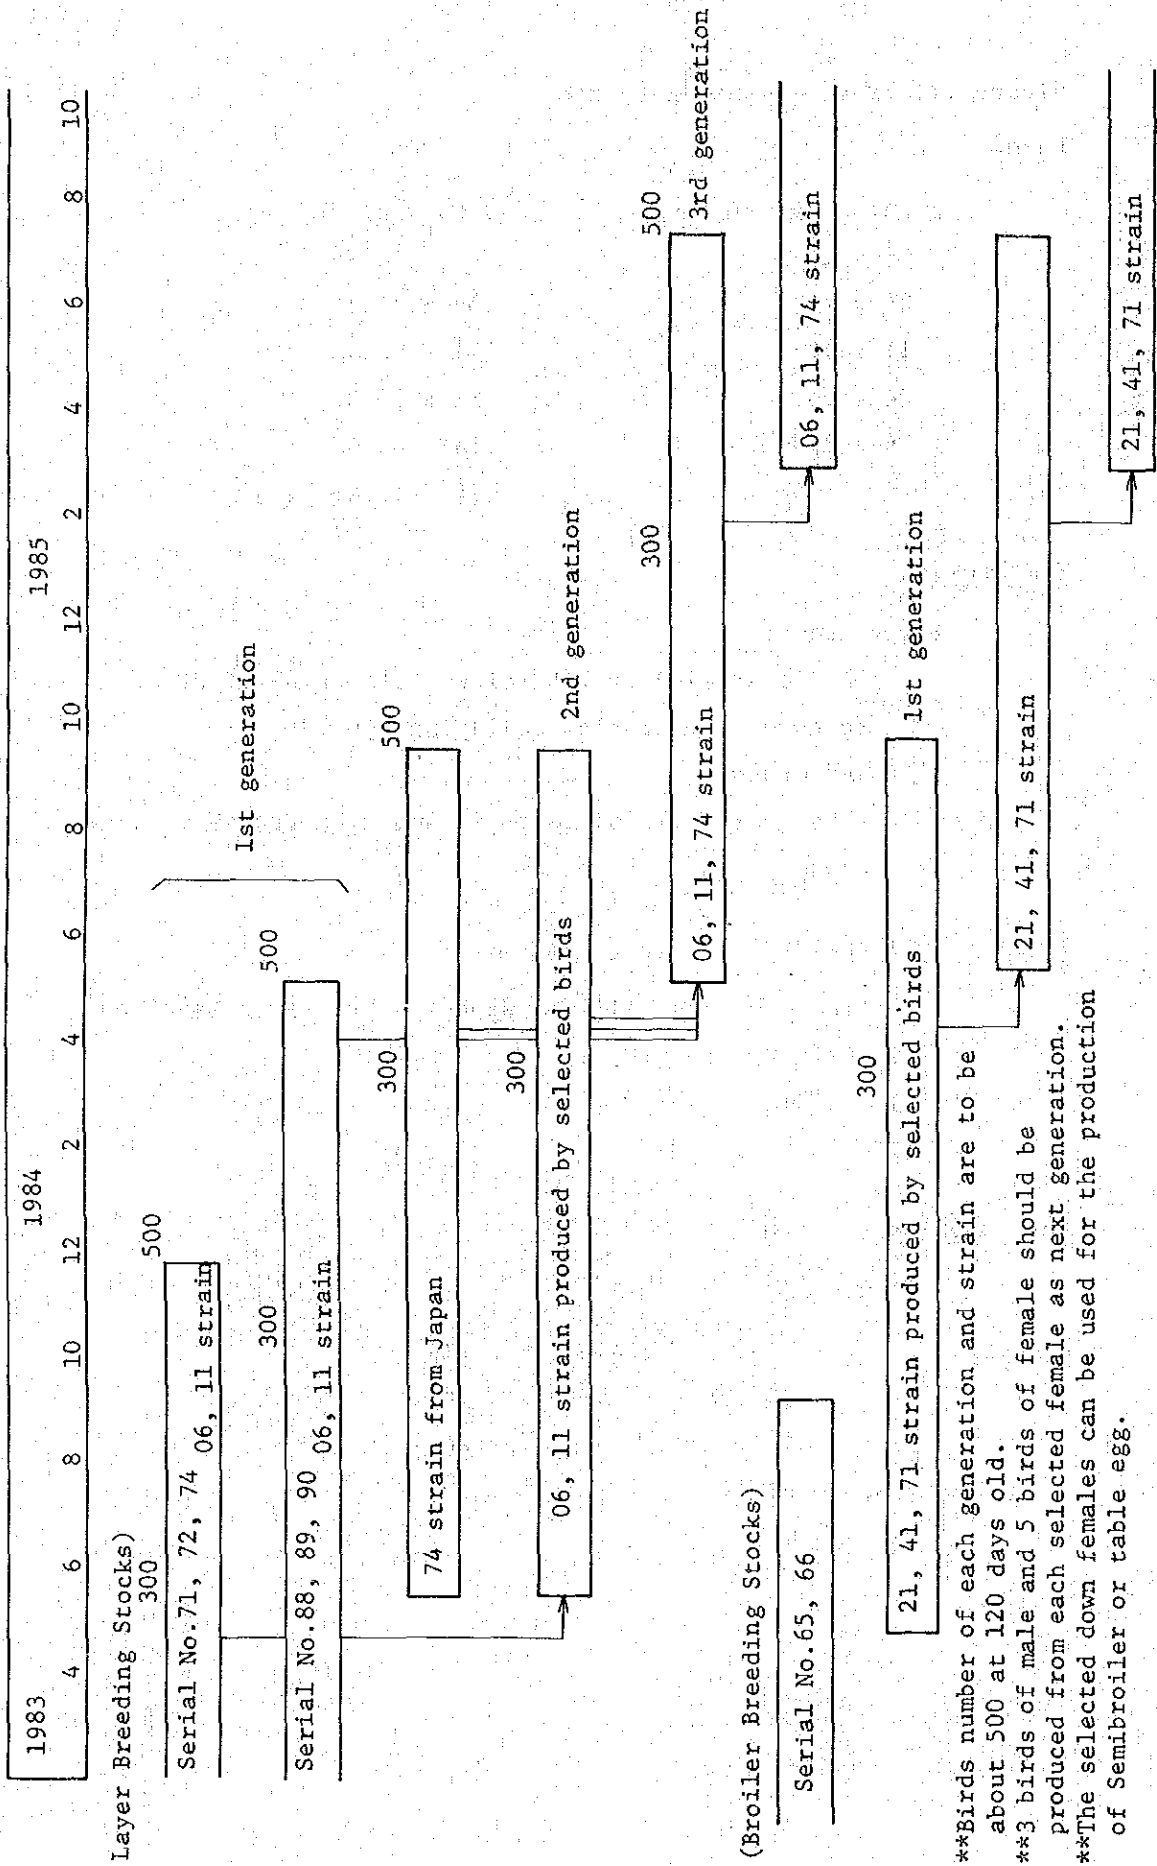 1983 1984 1985
4 6 8 10 12 2 4 6 8 10 12 2 4 6 8 10
Layer Breeding Stocks)
300 500
Serial No.71, 72, 74 06, 11 strain
1st generation
300 500
Serial No.88, 89, 90 06, 11 strain
300 500
74 strain from Japan
300
06, 11 strain produced by selected birds
2nd generation
300 500
06, 11, 74 strain
3rd generation
06, 11, 74 strain
(Broiler Breeding Stocks)
Serial No.65, 66
300
21, 41, 71 strain produced by selected birds
1st generation
21, 41, 71 strain
21, 41, 71 strain
**Birds number of each generation and strain are to be
about 500 at 120 days old.
**3 birds of male and 5 birds of female should be
produced from each selected female as next generation.
**The selected down females can be used for the production
of Semibroiler or table egg.